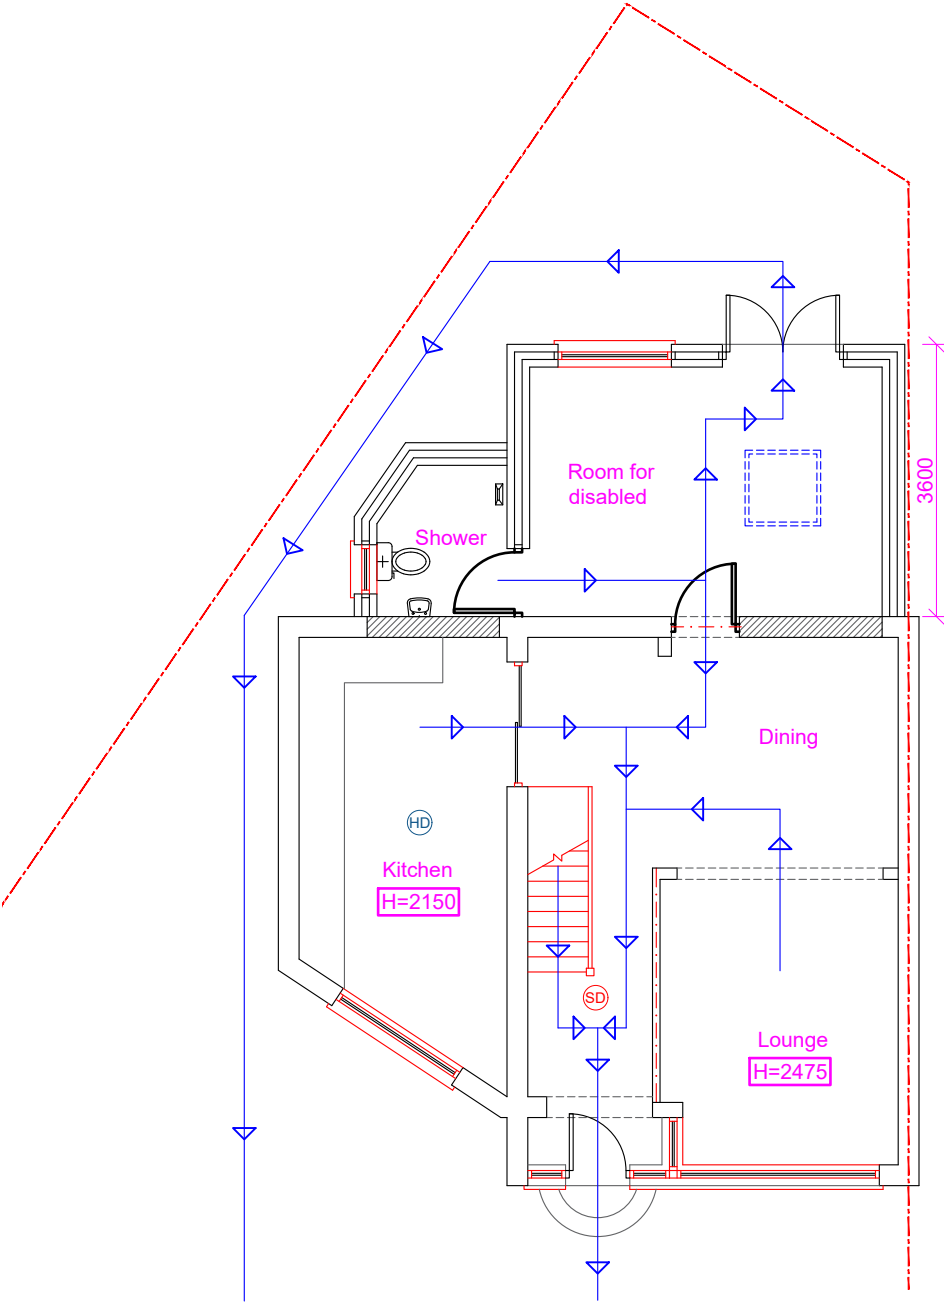 3600
Room for
disabled
Shower
Dining
HD
Kitchen
H=2150
SD
Lounge
H=2475